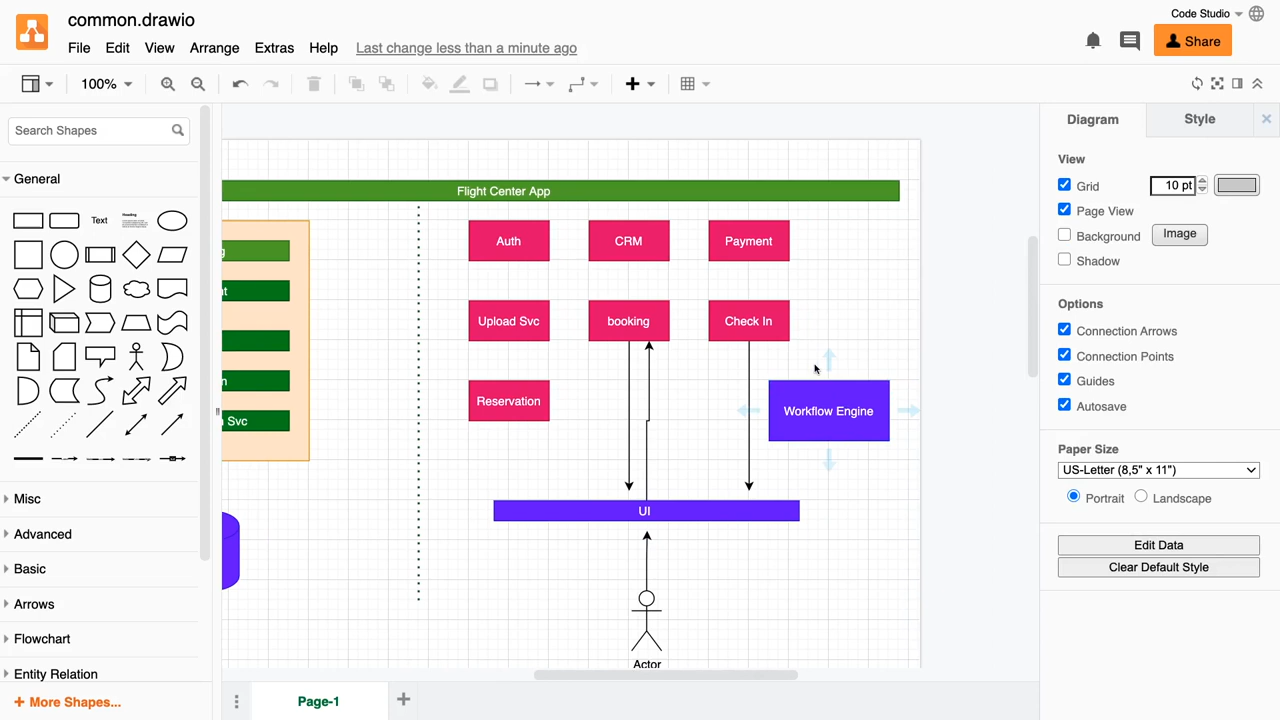 common.drawio
Code Studio
File Edit View Arrange Extras Help Last change less than a minute ago
Share
100%
Search Shapes
General
Text
Heading
Misc
Advanced
Basic
Arrows
Flowchart
Entity Relation
+ More Shapes...
Flight Center App
Auth CRM Payment
g
t
Upload Svc booking Check In
n
Svc
Reservation
Workflow Engine
UI
Actor
Page-1
Diagram Style
View
Grid 10 pt
Page View
Background Image
Shadow
Options
Connection Arrows
Connection Points
Guides
Autosave
Paper Size
US-Letter (8,5" x 11")
Portrait Landscape
Edit Data
Clear Default Style